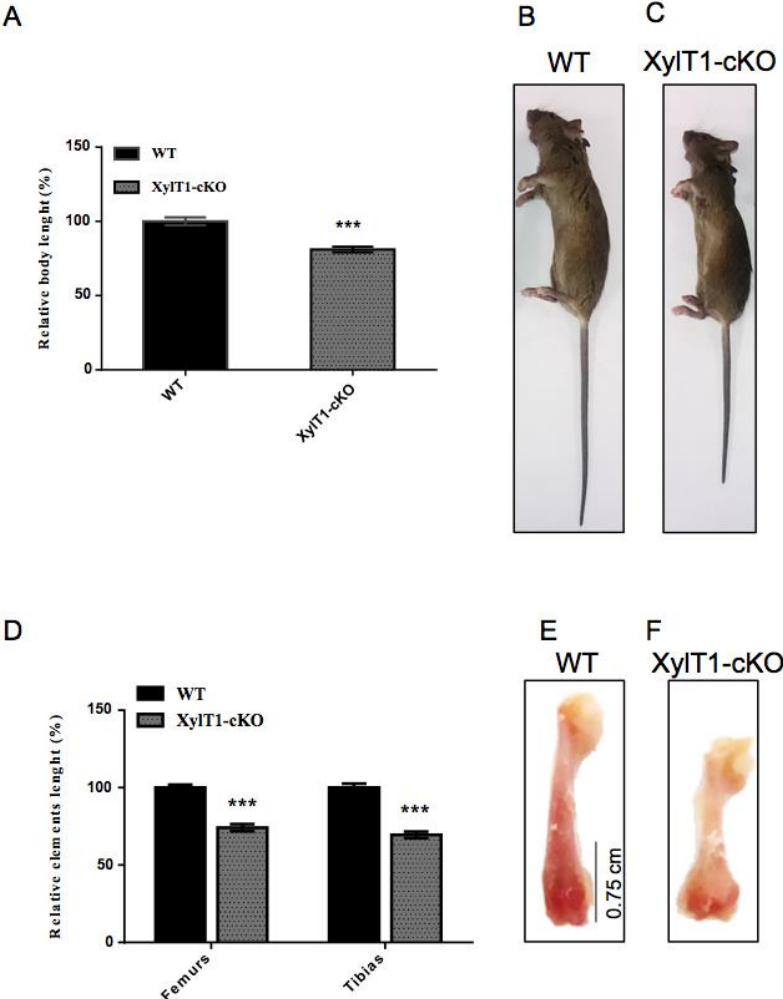 A
B
C
WT
XylT1-cKO
150
100
50
0
Relative body lenght (%)
WT
XylT1-cKO
***
WT
XylT1-cKO
D
E
F
WT
XylT1-cKO
150
100
50
0
Relative elements lenght (%)
WT
XylT1-cKO
***
***
Femurs
Tibias
0.75 cm